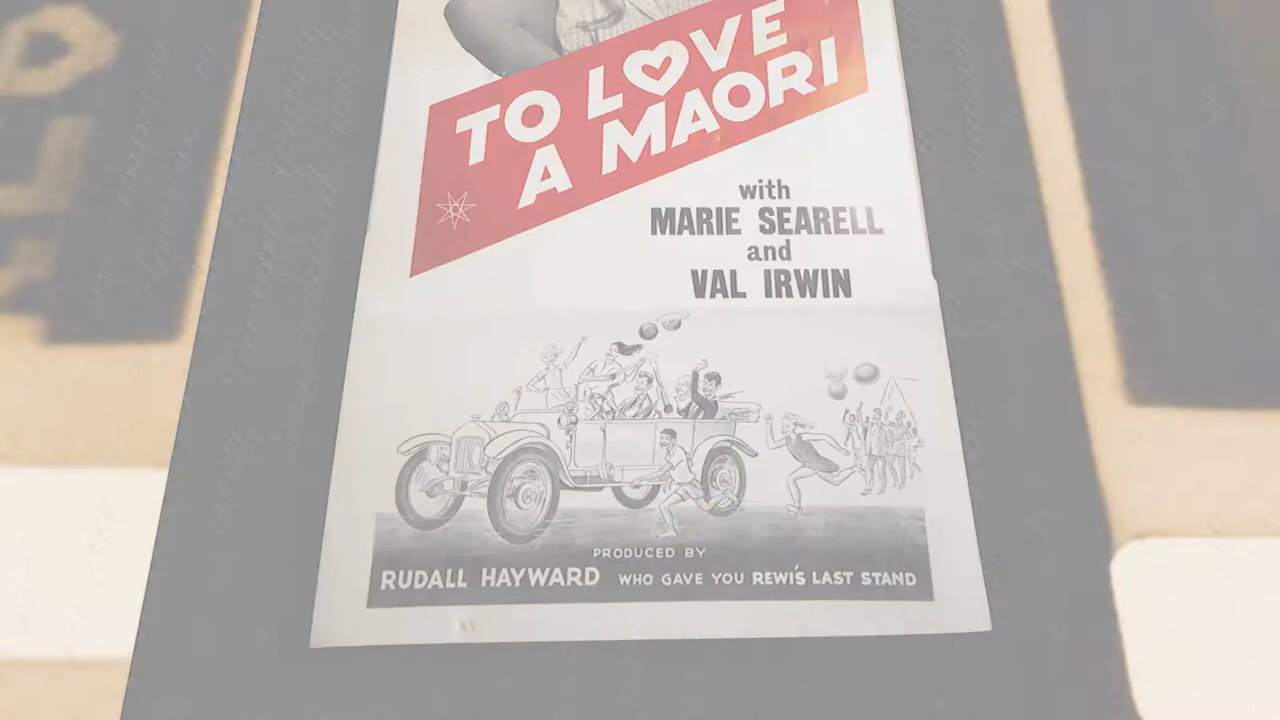 TO LOVE
A MAORI
with
MARIE SEARELL
and
VAL IRWIN
PRODUCED BY
RUDALL HAYWARD WHO GAVE YOU REWI'S LAST STAND